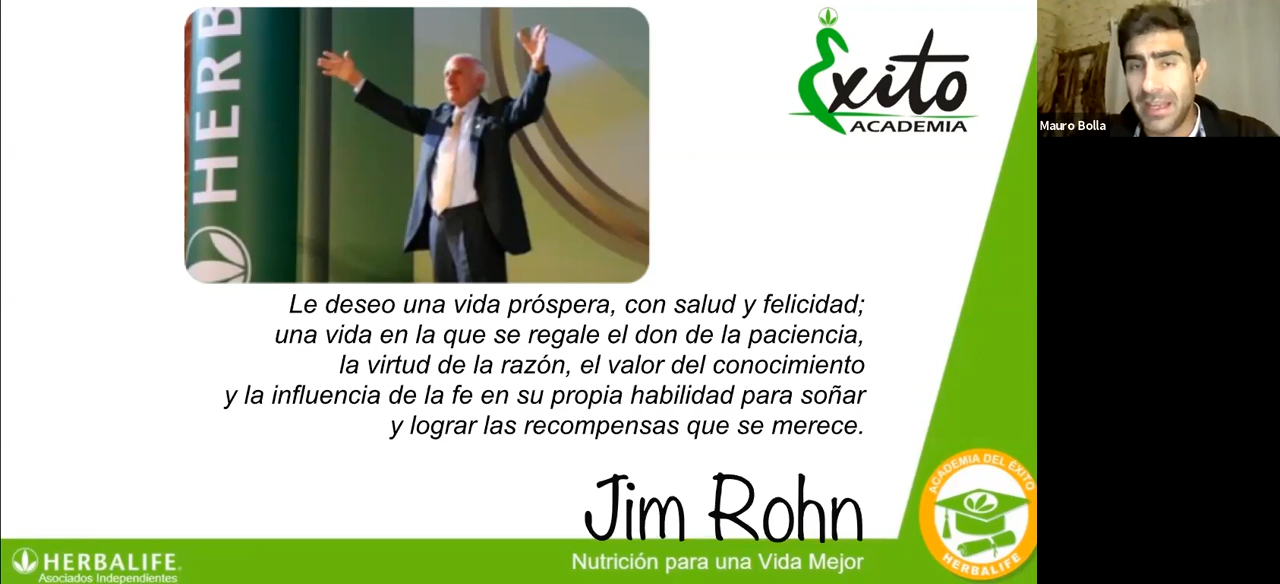 HERB
Éxito
ACADEMIA
Mauro Bolla
Le deseo una vida próspera, con salud y felicidad;
una vida en la que se regale el don de la paciencia,
la virtud de la razón, el valor del conocimiento
y la influencia de la fe en su propia habilidad para soñar
y lograr las recompensas que se merece.
Jim Rohn
ACADEMIA DEL ÉXITO
HERBALIFE
HERBALIFE.
Asociados Independientes
Nutrición para una Vida Mejor